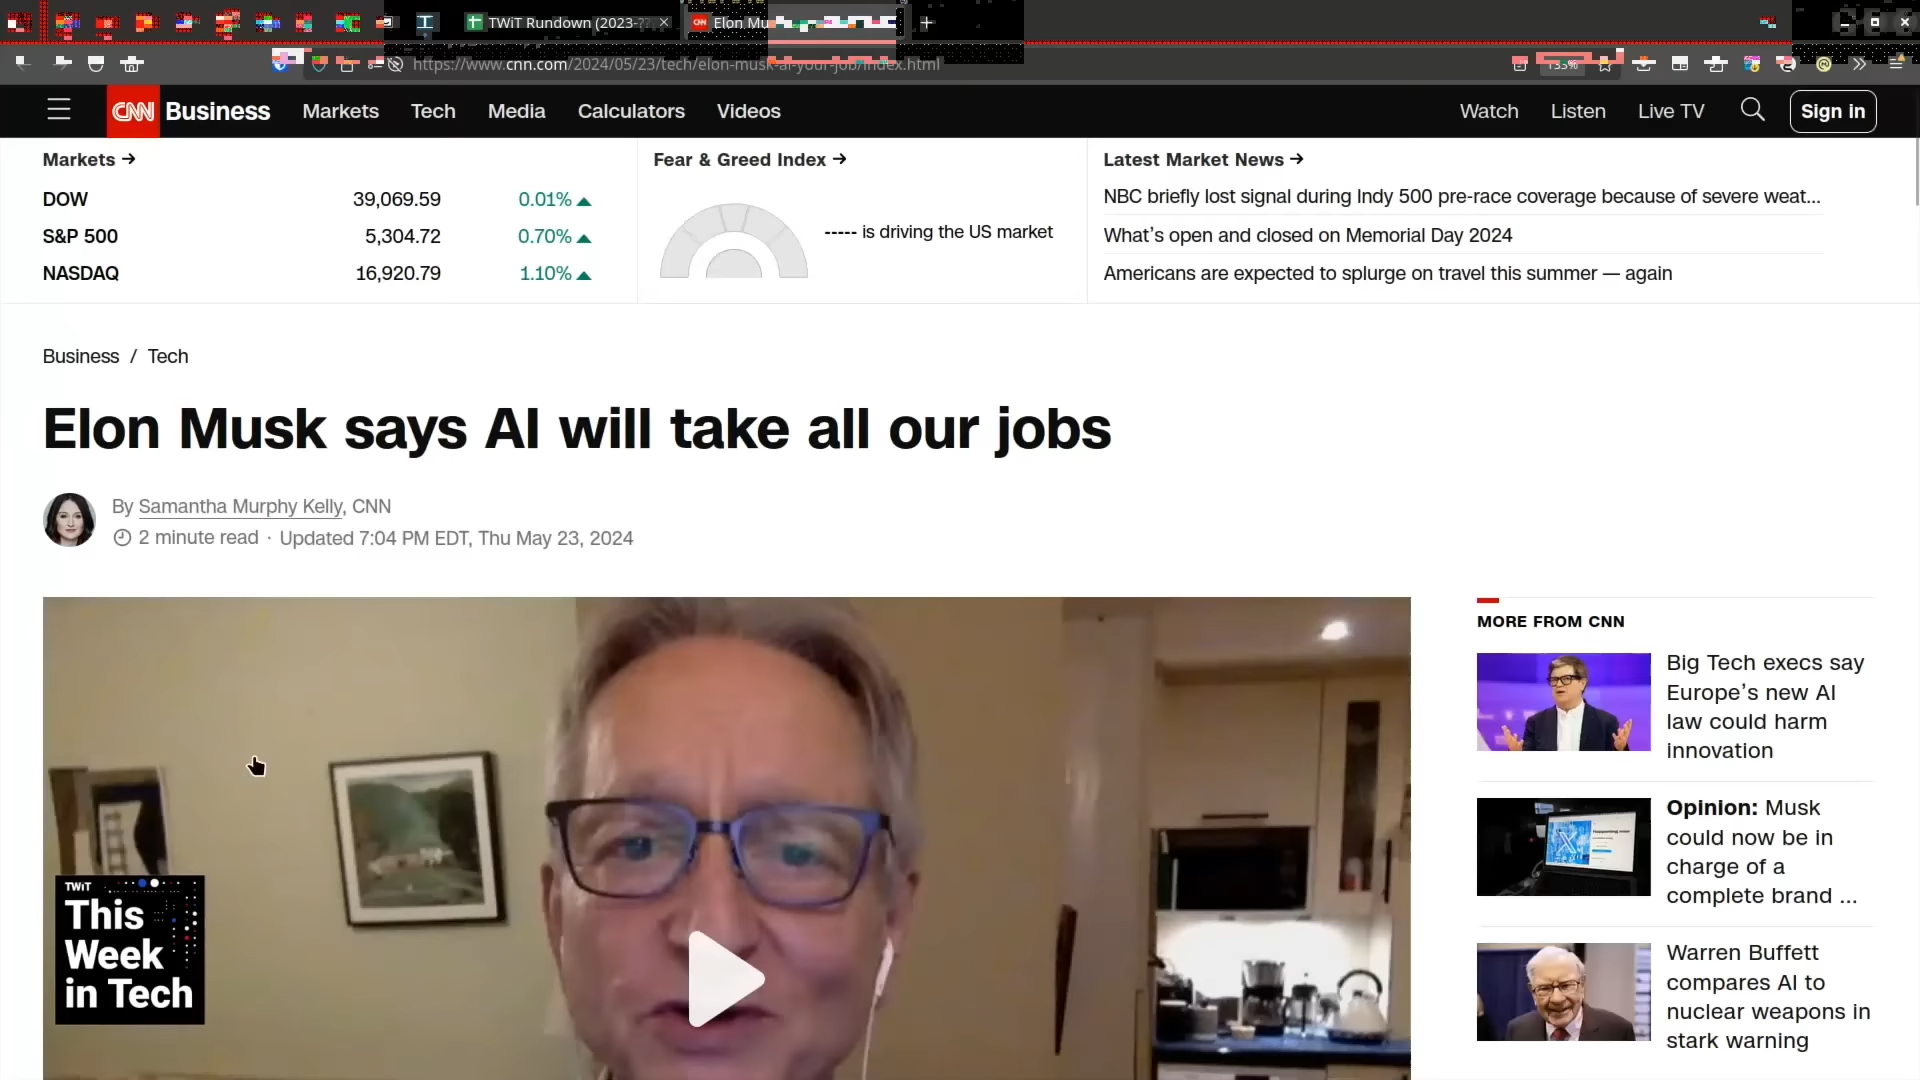 TWiT Rundown (2023-
Elon Mu
https://www.cnn.com/2024/05/23/tech/elon-musk-ai-your-job/index.html
133%
CNN Business
Markets
Tech
Media
Calculators
Videos
Watch
Listen
Live TV
Sign in
Markets →
DOW 39,069.59 0.01%
S&P 500 5,304.72 0.70%
NASDAQ 16,920.79 1.10%
Fear & Greed Index →
----- is driving the US market
Latest Market News →
NBC briefly lost signal during Indy 500 pre-race coverage because of severe weat...
What’s open and closed on Memorial Day 2024
Americans are expected to splurge on travel this summer — again
Business / Tech
Elon Musk says AI will take all our jobs
By Samantha Murphy Kelly, CNN
2 minute read · Updated 7:04 PM EDT, Thu May 23, 2024
TWiT
This
Week
in Tech
MORE FROM CNN
Big Tech execs say
Europe’s new AI
law could harm
innovation
Opinion: Musk
could now be in
charge of a
complete brand ...
Warren Buffett
compares AI to
nuclear weapons in
stark warning